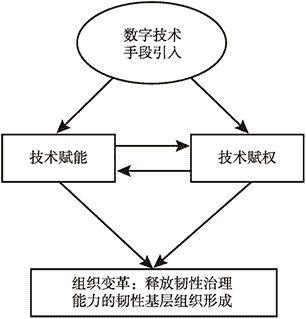 数字技术
手段引入
技术赋能
技术赋权
组织变革：释放韧性治理
能力的韧性基层组织形成